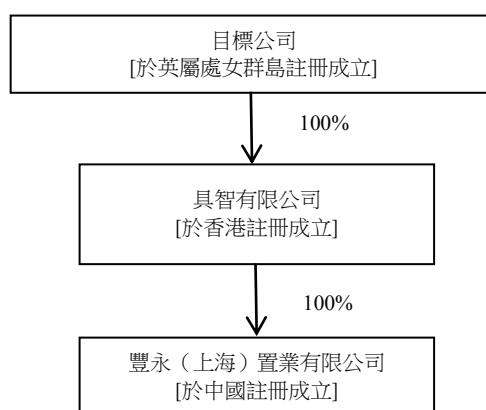 目標公司
[於英屬處女群島註冊成立]
100%
具智有限公司
[於香港註冊成立]
100%
豐永（上海）置業有限公司
[於中國註冊成立]